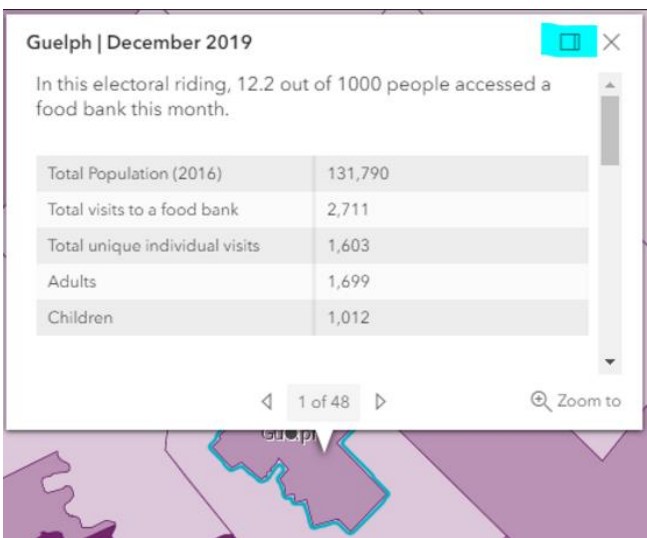 Guelph | December 2019
In this electoral riding, 12.2 out of 1000 people accessed a
food bank this month.
Total Population (2016) 131,790
Total visits to a food bank 2,711
Total unique individual visits 1,603
Adults 1,699
Children 1,012
1 of 48
Zoom to
Guelph